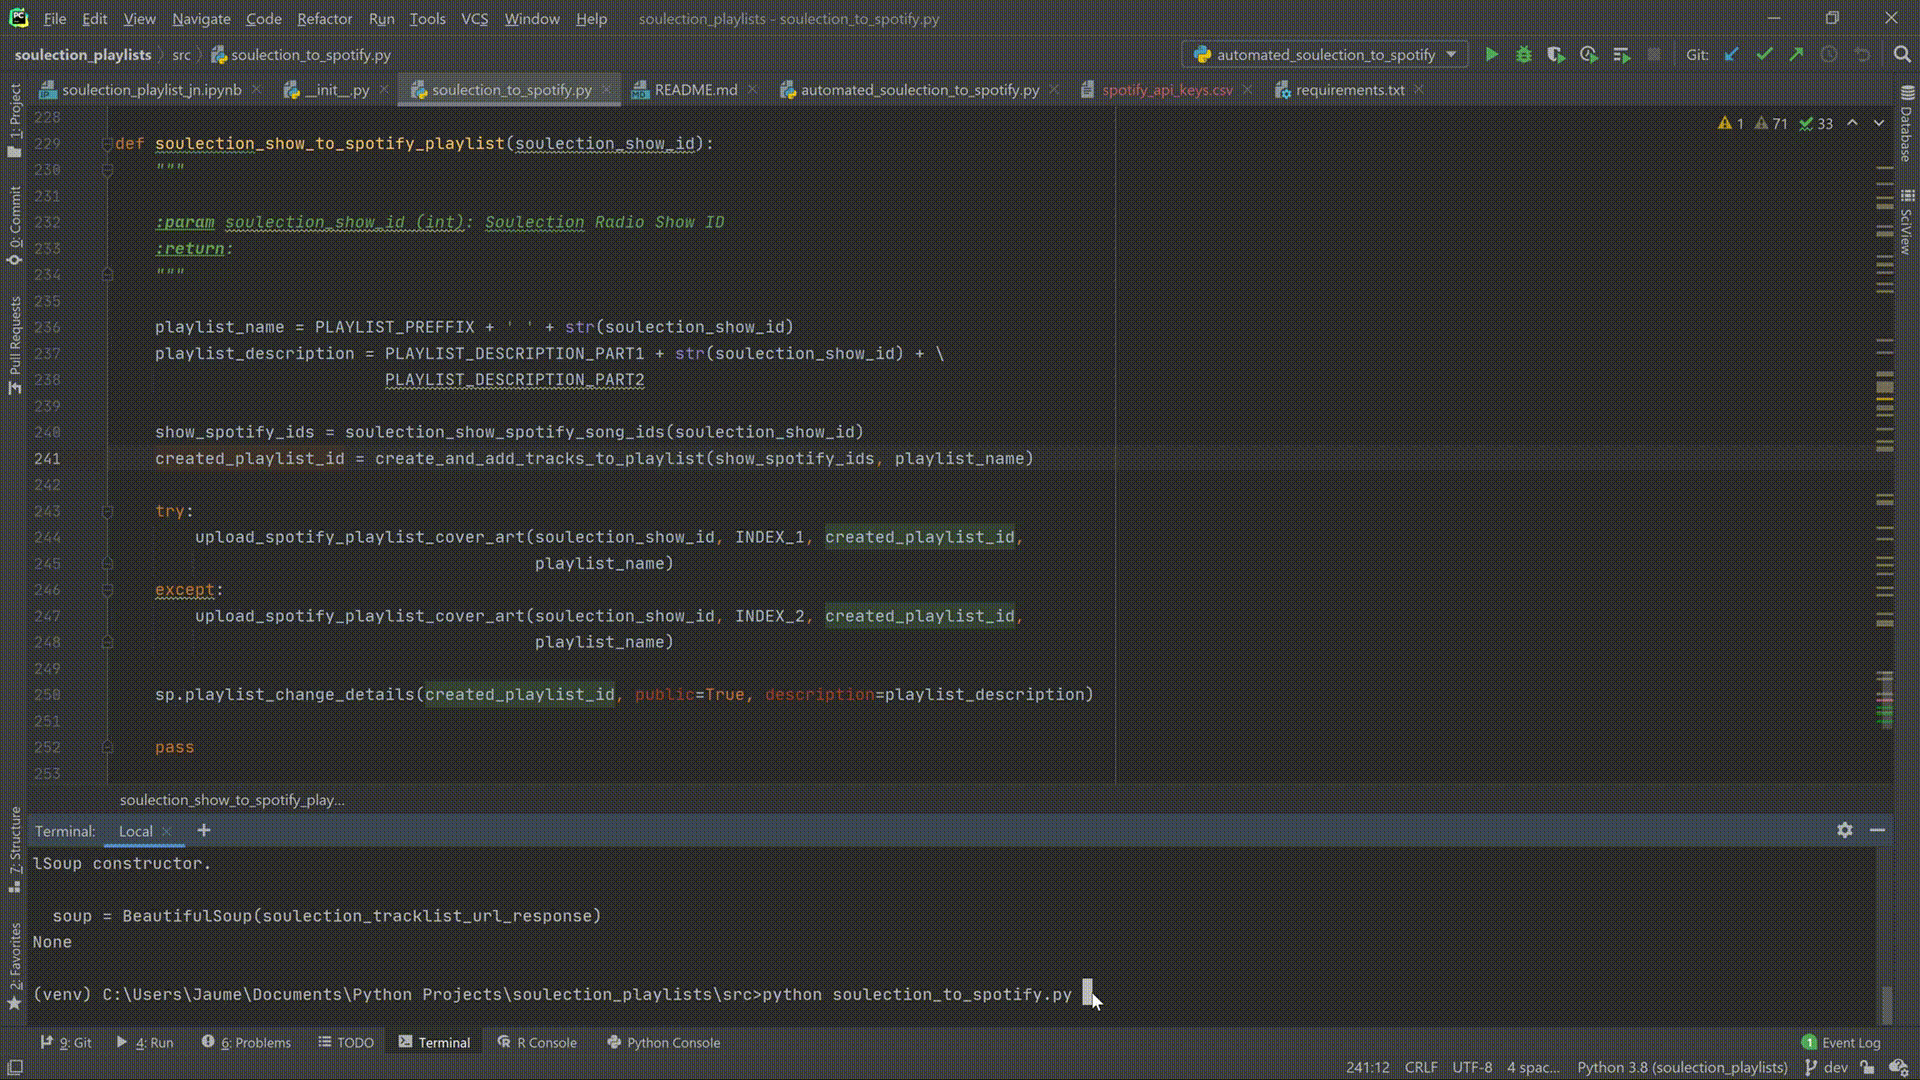 PC File Edit View Navigate Code Refactor Run Tools VCS Window Help soulection_playlists - soulection_to_spotify.py
soulection_playlists src soulection_to_spotify.py automated_soulection_to_spotify Git:
soulection_playlist_jn.ipynb __init__.py soulection_to_spotify.py README.md automated_soulection_to_spotify.py spotify_api_keys.csv requirements.txt
1: Project
0: Commit
Pull Requests
7: Structure
2: Favorites
Database
SciView
1 71 33
228
229 def soulection_show_to_spotify_playlist(soulection_show_id):
230 """
231
232 :param soulection_show_id (int): Soulection Radio Show ID
233 :return:
234 """
235
236 playlist_name = PLAYLIST_PREFFIX + ' ' + str(soulection_show_id)
237 playlist_description = PLAYLIST_DESCRIPTION_PART1 + str(soulection_show_id) + \
238 PLAYLIST_DESCRIPTION_PART2
239
240 show_spotify_ids = soulection_show_spotify_song_ids(soulection_show_id)
241 created_playlist_id = create_and_add_tracks_to_playlist(show_spotify_ids, playlist_name)
242
243 try:
244 upload_spotify_playlist_cover_art(soulection_show_id, INDEX_1, created_playlist_id,
245 playlist_name)
246 except:
247 upload_spotify_playlist_cover_art(soulection_show_id, INDEX_2, created_playlist_id,
248 playlist_name)
249
250 sp.playlist_change_details(created_playlist_id, public=True, description=playlist_description)
251
252 pass
253
soulection_show_to_spotify_play...
Terminal: Local +
lSoup constructor.
soup = BeautifulSoup(soulection_tracklist_url_response)
None
(venv) C:\Users\Jaume\Documents\Python Projects\soulection_playlists\src>python soulection_to_spotify.py
9: Git 4: Run 6: Problems TODO Terminal R Console Python Console 1 Event Log
241:12 CRLF UTF-8 4 spac... Python 3.8 (soulection_playlists) dev